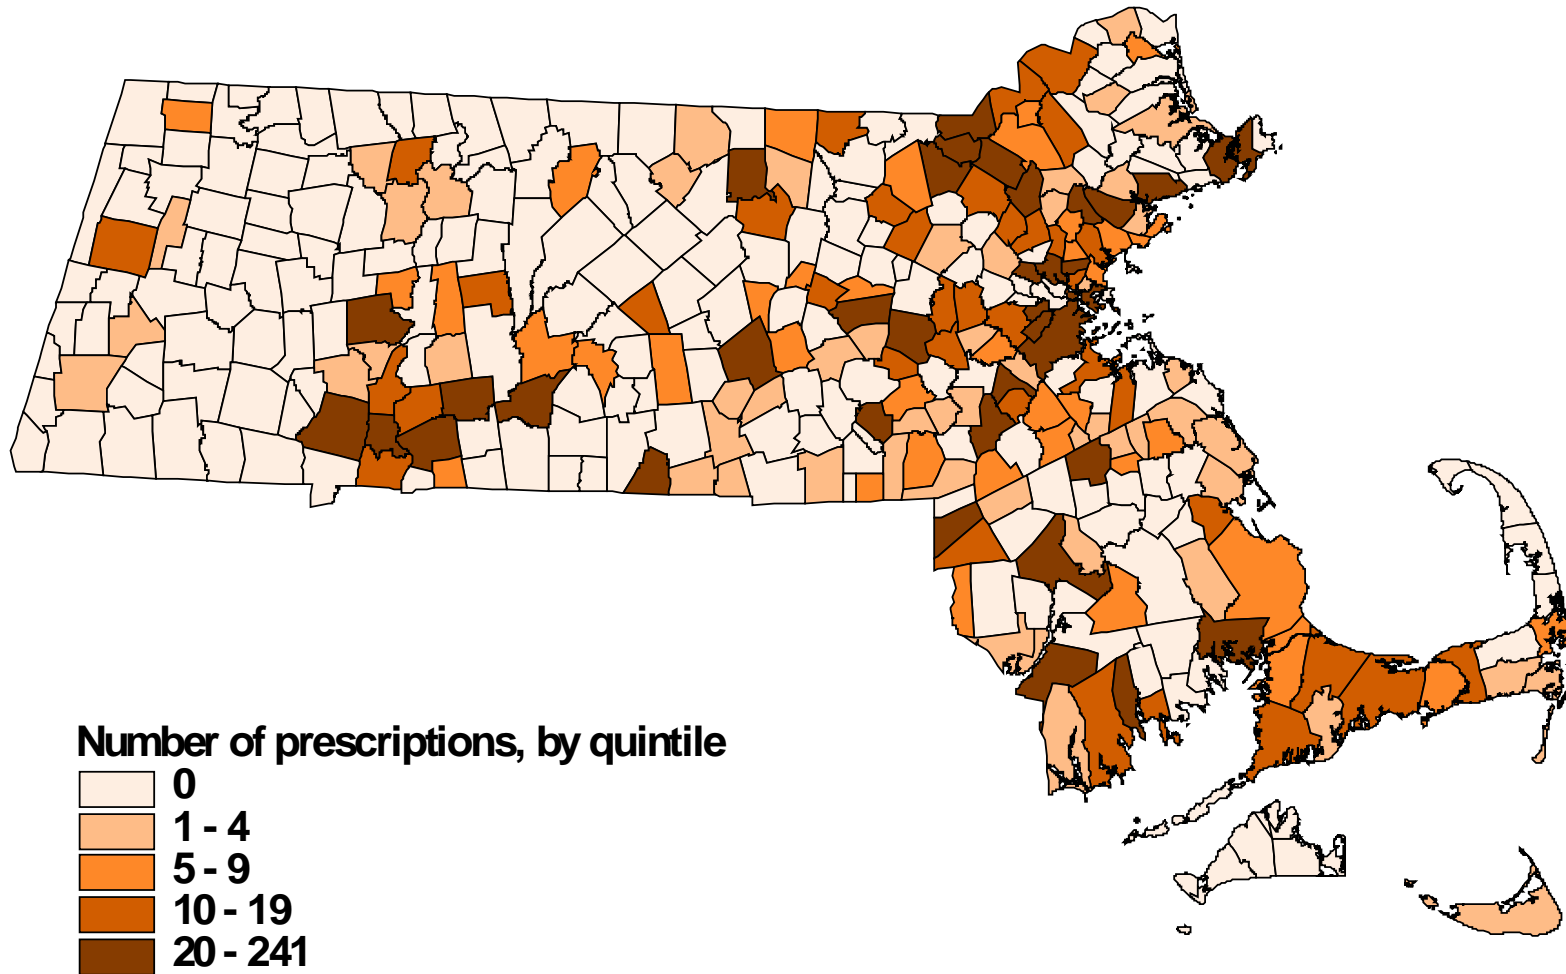 Number of prescriptions, by quintile
0
1 - 4
5 - 9
10 - 19
20 - 241